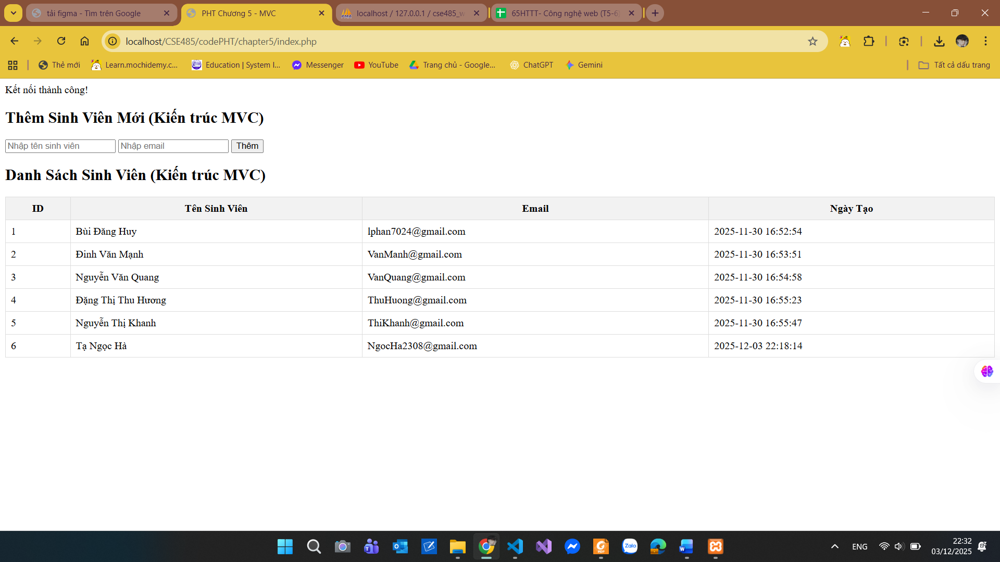 tải figma - Tìm trên Google
PHT Chương 5 - MVC
localhost / 127.0.0.1 / cse485_w
65HTTT- Công nghệ web (T5-6)
localhost/CSE485/codePHT/chapter5/index.php
Thẻ mới
Learn.mochidemy.c...
Education | System I...
Messenger
YouTube
Trang chủ - Google...
ChatGPT
Gemini
Tất cả dấu trang
Kết nối thành công!
Thêm Sinh Viên Mới (Kiến trúc MVC)
Nhập tên sinh viên Nhập email Thêm
Danh Sách Sinh Viên (Kiến trúc MVC)
ID Tên Sinh Viên Email Ngày Tạo
1 Bùi Đăng Huy lphan7024@gmail.com 2025-11-30 16:52:54
2 Đinh Văn Mạnh VanManh@gmail.com 2025-11-30 16:53:51
3 Nguyễn Văn Quang VanQuang@gmail.com 2025-11-30 16:54:58
4 Đặng Thị Thu Hương ThuHuong@gmail.com 2025-11-30 16:55:23
5 Nguyễn Thị Khanh ThiKhanh@gmail.com 2025-11-30 16:55:47
6 Tạ Ngọc Hà NgocHa2308@gmail.com 2025-12-03 22:18:14
Zalo
PDF
ENG
22:32
03/12/2025